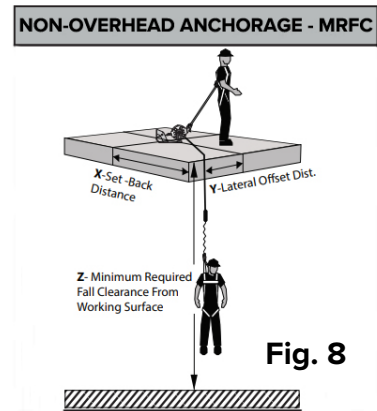 NON-OVERHEAD ANCHORAGE - MRFC
X-Set -Back
Distance
Y-Lateral Offset Dist.
Z- Minimum Required
Fall Clearance From
Working Surface
Fig. 8